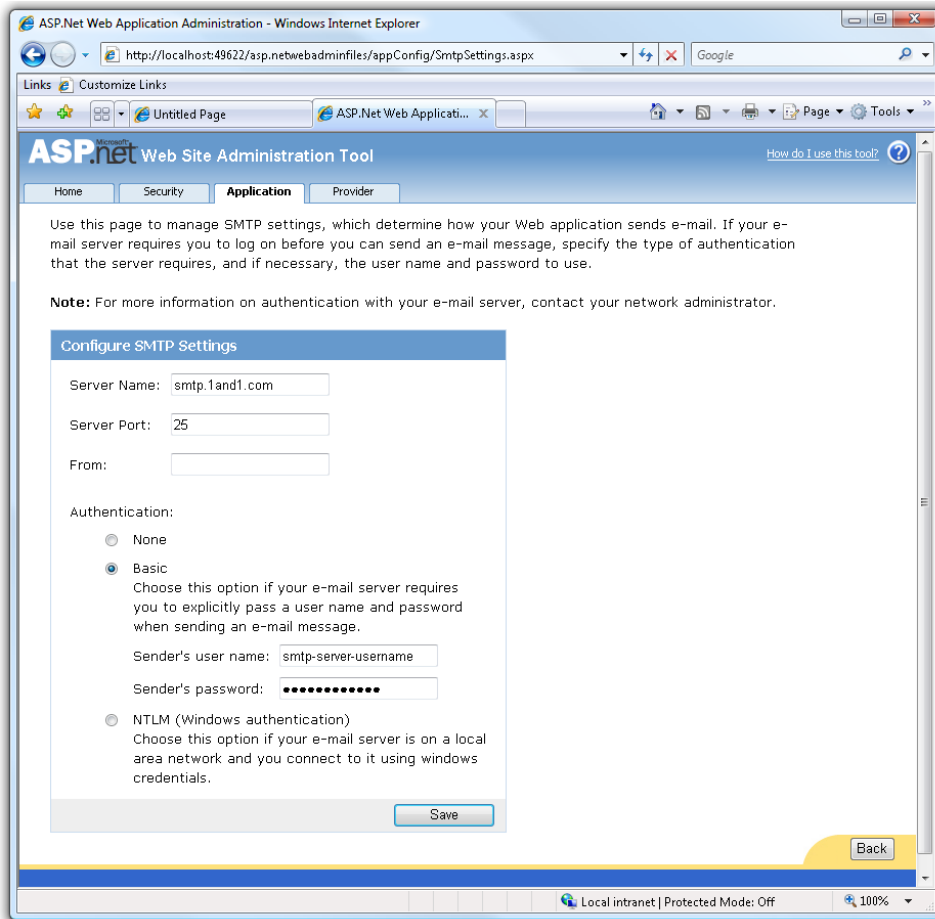 ASP.Net Web Application Administration - Windows Internet Explorer
http://localhost:49622/asp.netwebadminfiles/appConfig/SmtpSettings.aspx
Google
Links Customize Links
Untitled Page
ASP.Net Web Applicati...
Page Tools
Microsoft
ASP.net Web Site Administration Tool
How do I use this tool? ?
Home Security Application Provider
Use this page to manage SMTP settings, which determine how your Web application sends e-mail. If your e-
mail server requires you to log on before you can send an e-mail message, specify the type of authentication
that the server requires, and if necessary, the user name and password to use.
Note: For more information on authentication with your e-mail server, contact your network administrator.
Configure SMTP Settings
Server Name: smtp.1and1.com
Server Port: 25
From:
Authentication:
None
Basic
Choose this option if your e-mail server requires
you to explicitly pass a user name and password
when sending an e-mail message.
Sender's user name: smtp-server-username
Sender's password: ●●●●●●●●●●●●
NTLM (Windows authentication)
Choose this option if your e-mail server is on a local
area network and you connect to it using windows
credentials.
Save
Back
Local intranet | Protected Mode: Off
100%